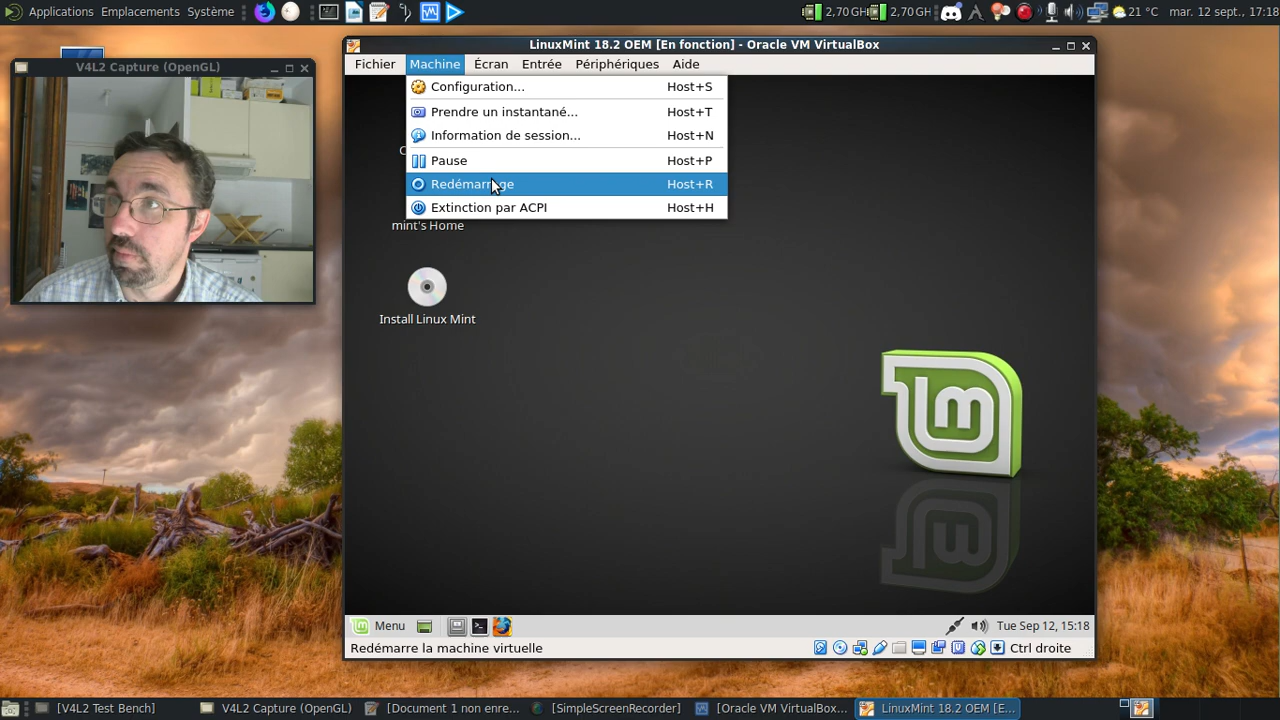 Applications Emplacements Système
2,70 GH 2,70 GH
21 °C mar. 12 sept., 17:18
V4L2 Capture (OpenGL)
LinuxMint 18.2 OEM [En fonction] - Oracle VM VirtualBox
Fichier Machine Écran Entrée Périphériques Aide
Configuration... Host+S
Prendre un instantané... Host+T
Information de session... Host+N
Pause Host+P
Redémarrage Host+R
Extinction par ACPI Host+H
mint's Home
Install Linux Mint
lm
Menu
Tue Sep 12, 15:18
Redémarre la machine virtuelle
Ctrl droite
[V4L2 Test Bench] V4L2 Capture (OpenGL) [Document 1 non enre... [SimpleScreenRecorder] [Oracle VM VirtualBox... LinuxMint 18.2 OEM [E...